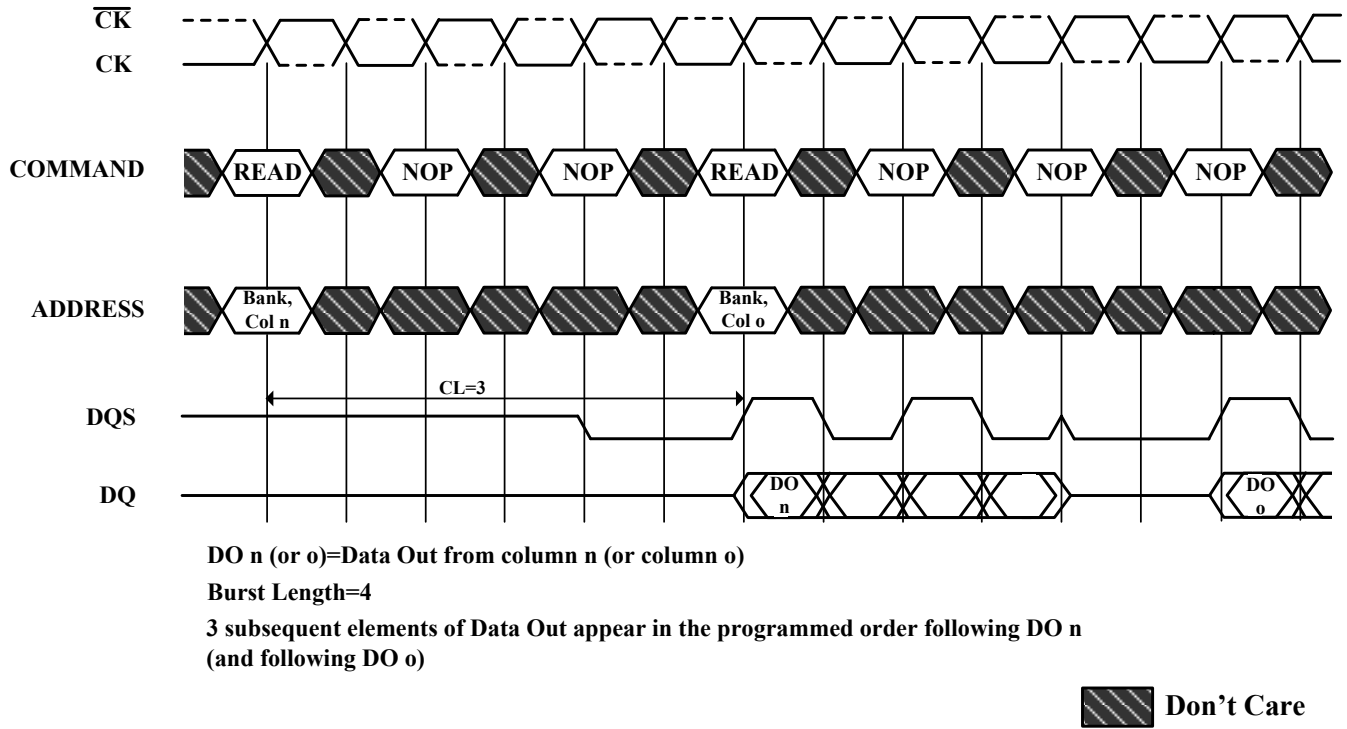 CK
CK
COMMAND READ NOP NOP READ NOP NOP NOP
ADDRESS Bank, Col n Bank, Col o
CL=3
DQS
DQ DO n DO o
DO n (or o)=Data Out from column n (or column o)
Burst Length=4
3 subsequent elements of Data Out appear in the programmed order following DO n
(and following DO o)
Don't Care